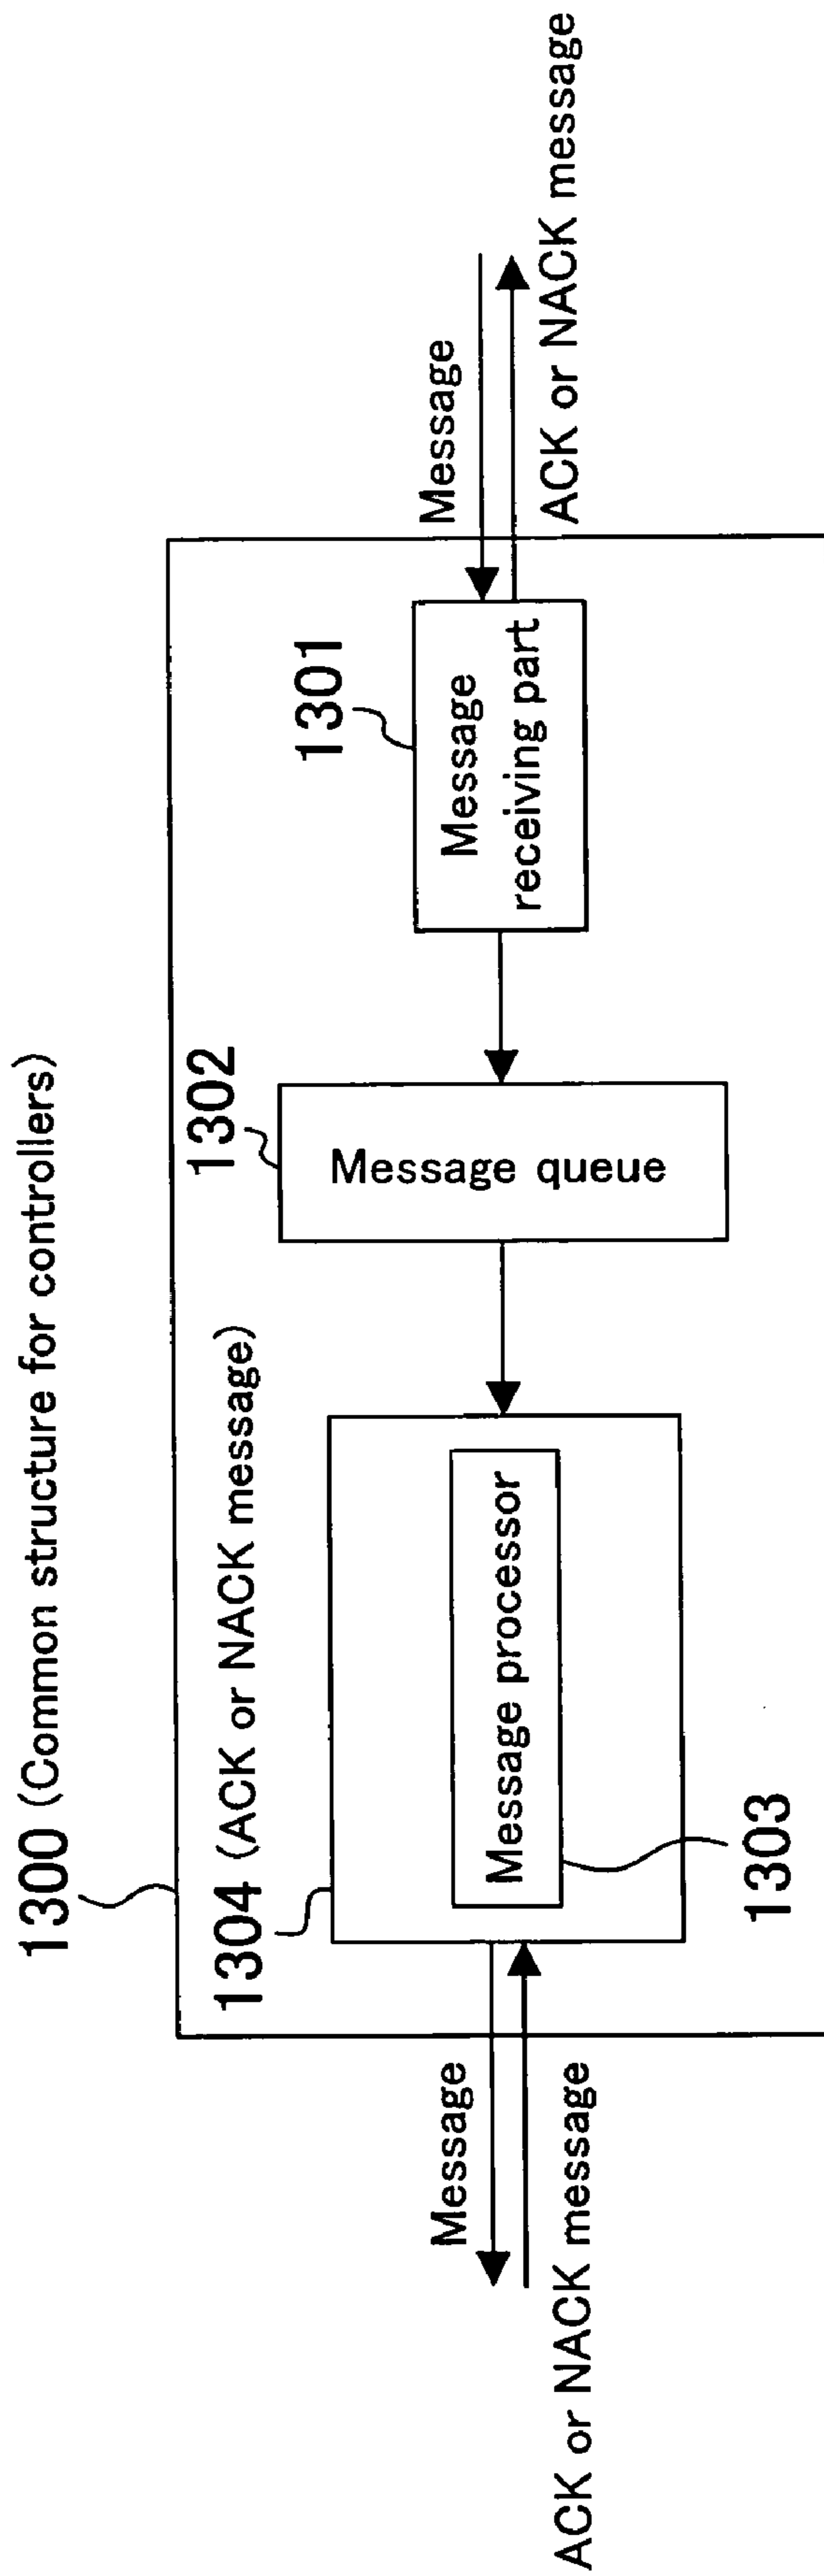 1300 (Common structure for controllers)
1304 (ACK or NACK message)
1302
1301
Message
ACK or NACK message
Message processor
1303
Message queue
Message
receiving part
Message
ACK or NACK message